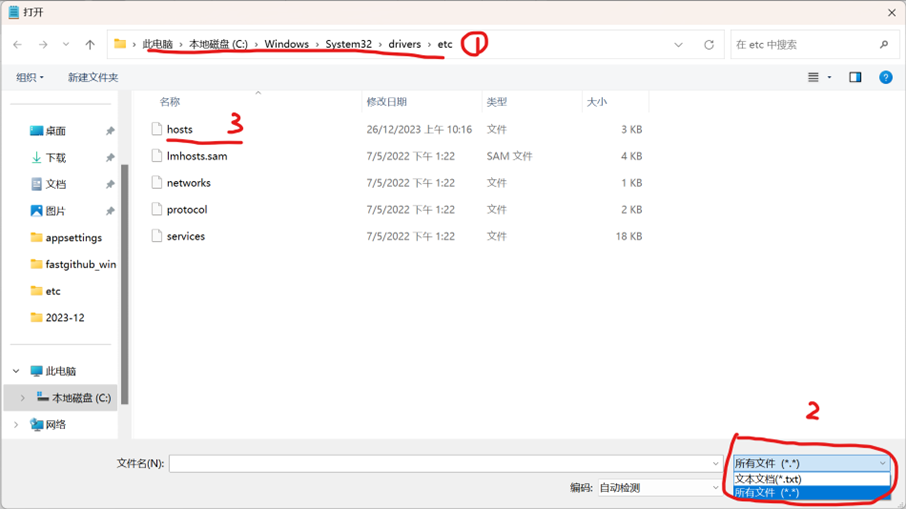 打开
此电脑 › 本地磁盘 (C:) › Windows › System32 › drivers › etc ①
在 etc 中搜索
组织 新建文件夹
名称 修改日期 类型 大小
桌面
下载
文档
图片
appsettings
fastgithub_win
etc
2023-12
此电脑
本地磁盘 (C:)
网络
hosts 3 26/12/2023 上午 10:16 文件 3 KB
lmhosts.sam 7/5/2022 下午 1:22 SAM 文件 4 KB
networks 7/5/2022 下午 1:22 文件 1 KB
protocol 7/5/2022 下午 1:22 文件 2 KB
services 7/5/2022 下午 1:22 文件 18 KB
2
文件名(N): 所有文件 (*.*)
文本文档(*.txt)
编码: 自动检测 所有文件 (*.*)